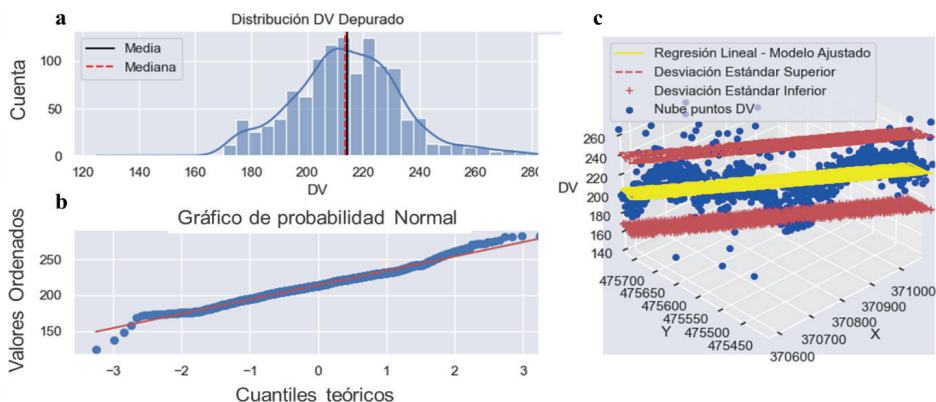 a
Distribución DV Depurado
Media
Mediana
Cuenta
100
50
0
120 140 160 180 200 220 240 260 280
DV
b
Gráfico de probabilidad Normal
Valores Ordenados
250
200
150
−3 −2 −1 0 1 2 3
Cuantiles teóricos
c
Regresión Lineal - Modelo Ajustado
Desviación Estándar Superior
Desviación Estándar Inferior
Nube puntos DV
DV
260
240
220
200
180
160
140
475700
475650
475600
475550
475500
475450
Y
370600
370700
370800
370900
371000
X